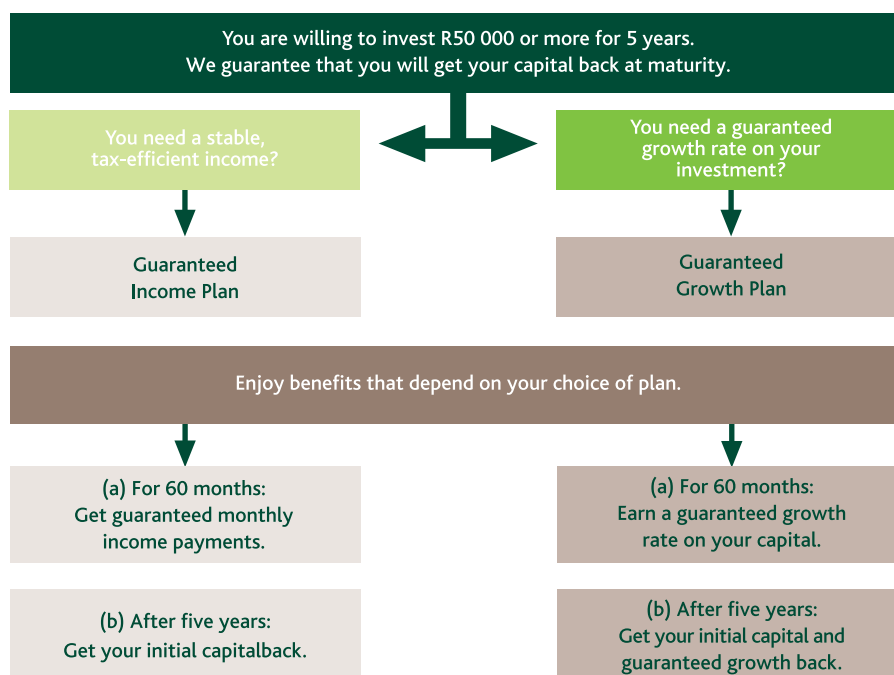 You are willing to invest R50 000 or more for 5 years.
We guarantee that you will get your capital back at maturity.
You need a stable,
tax-efficient income?
You need a guaranteed
growth rate on your
investment?
Guaranteed
Income Plan
Guaranteed
Growth Plan
Enjoy benefits that depend on your choice of plan.
(a) For 60 months:
Get guaranteed monthly
income payments.
(a) For 60 months:
Earn a guaranteed growth
rate on your capital.
(b) After five years:
Get your initial capitalback.
(b) After five years:
Get your initial capital and
guaranteed growth back.